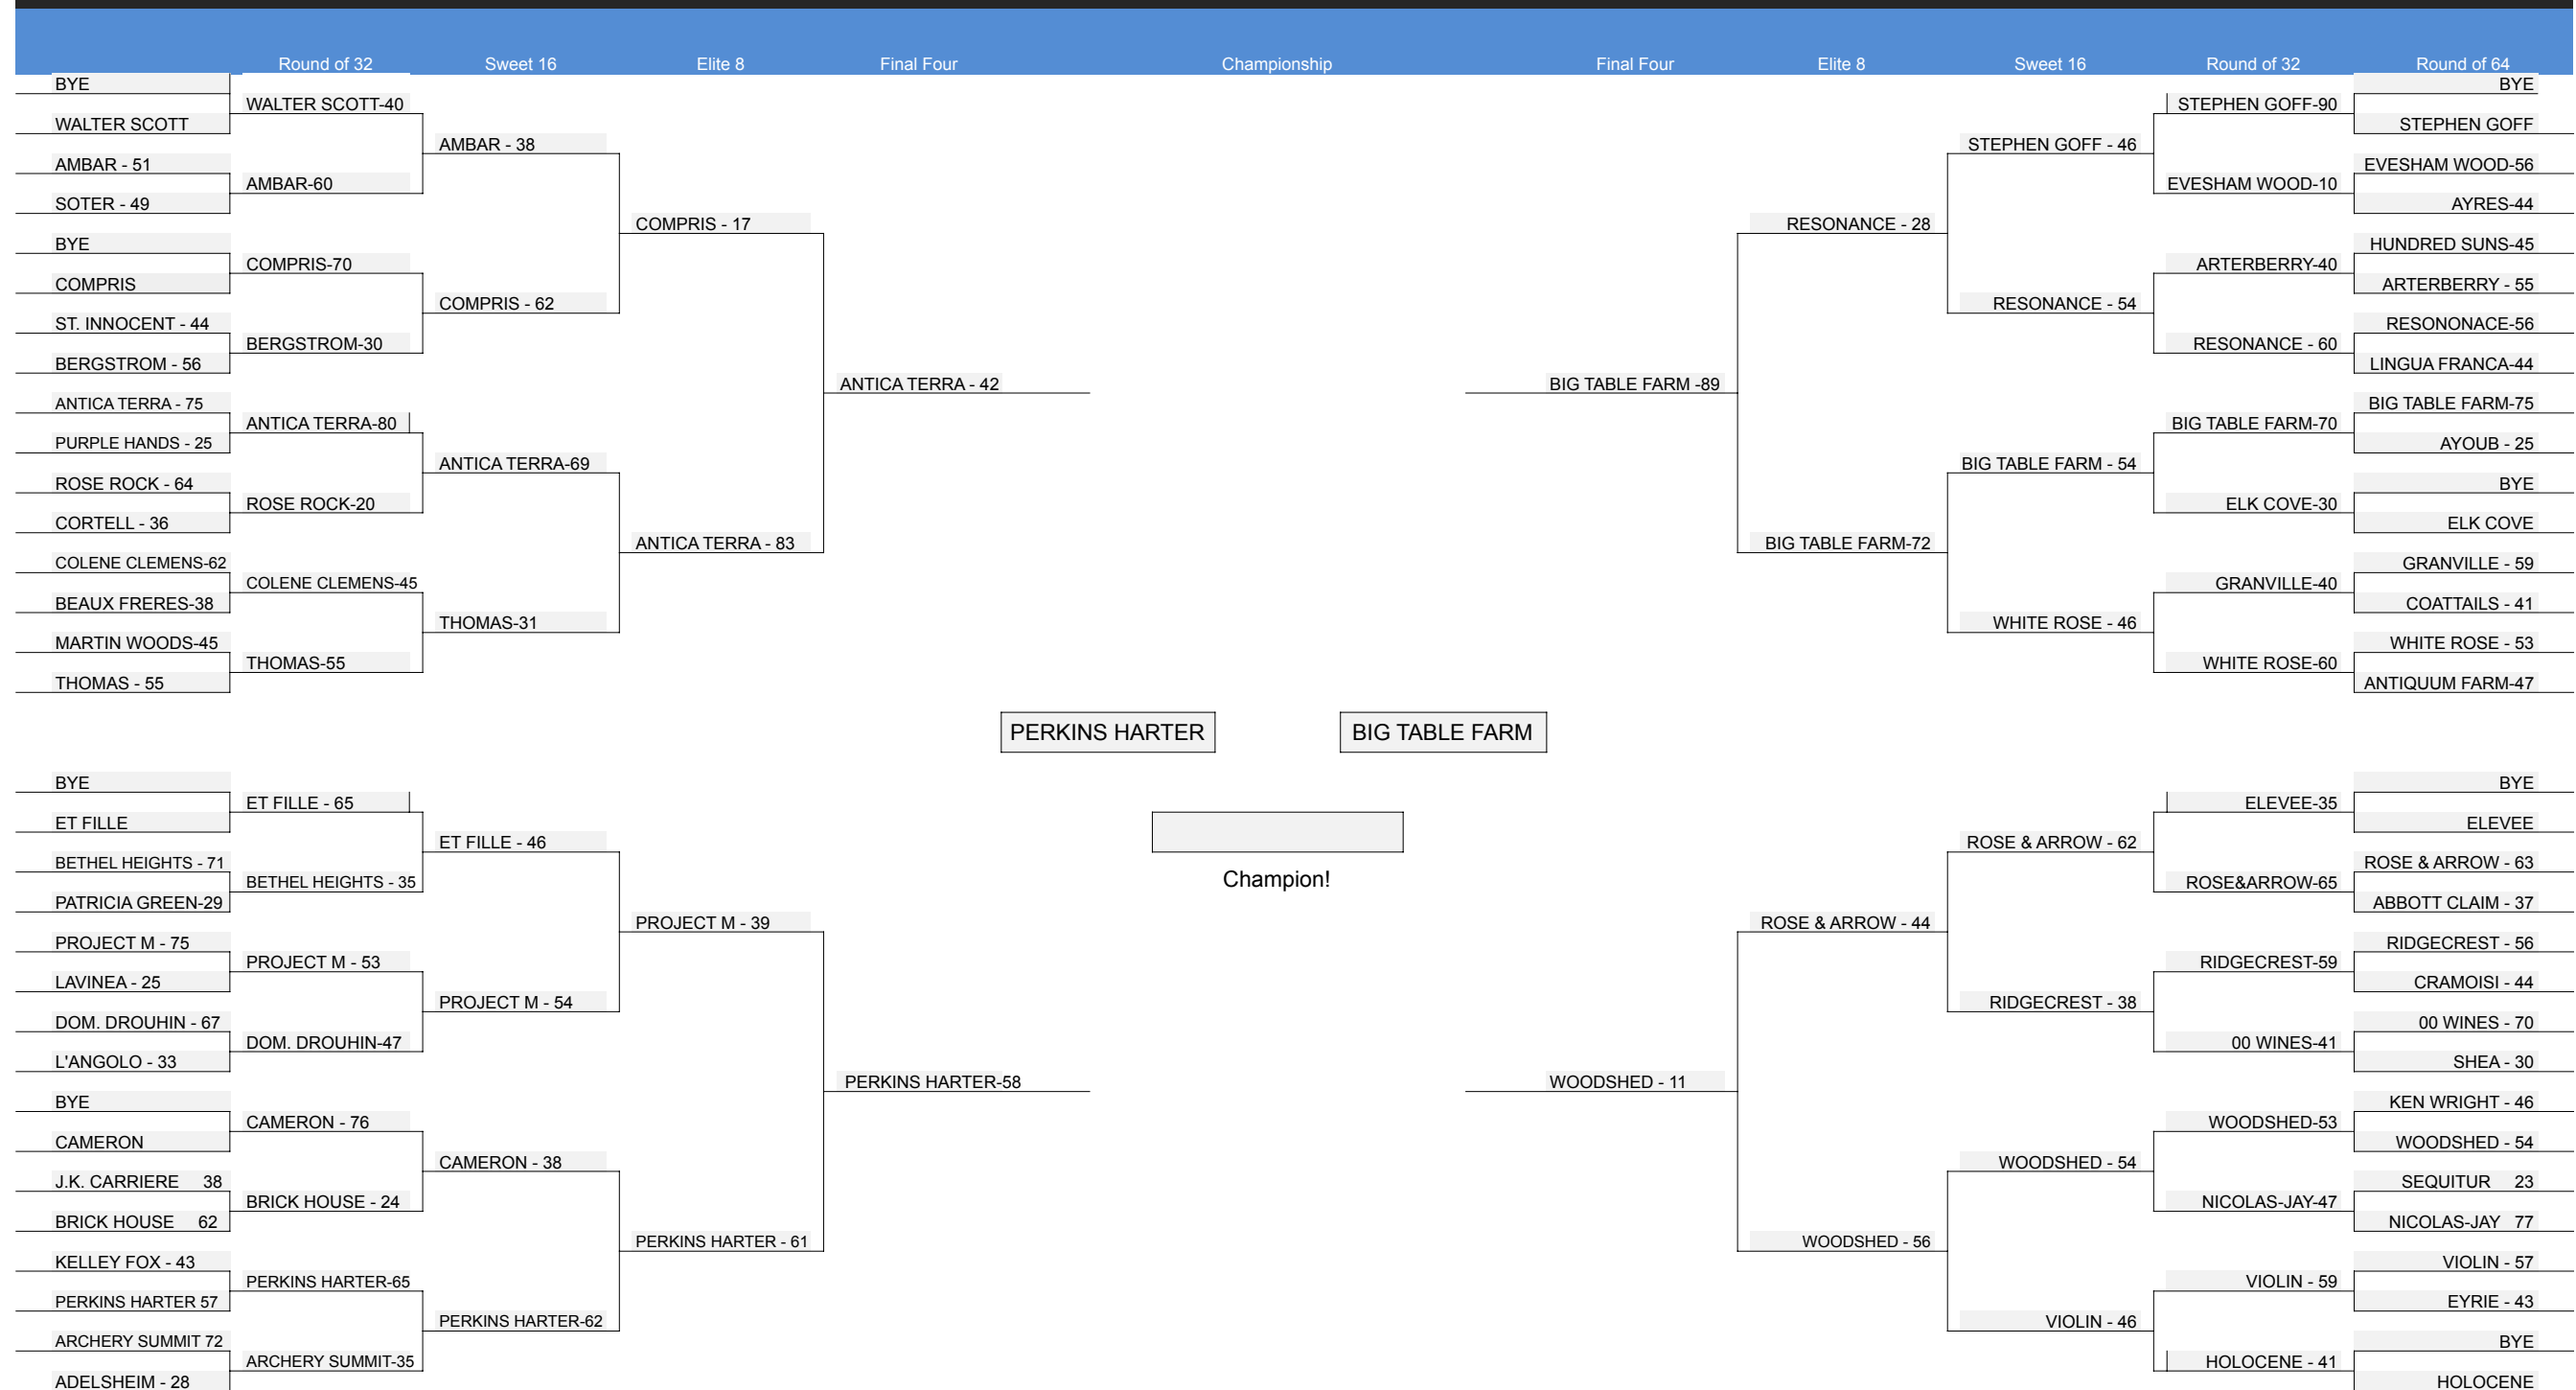 Round of 32 Sweet 16 Elite 8 Final Four Championship Final Four Elite 8 Sweet 16 Round of 32 Round of 64
BYE
WALTER SCOTT
AMBAR - 51
SOTER - 49
BYE
COMPRIS
ST. INNOCENT - 44
BERGSTROM - 56
ANTICA TERRA - 75
PURPLE HANDS - 25
ROSE ROCK - 64
CORTELL - 36
COLENE CLEMENS-62
BEAUX FRERES-38
MARTIN WOODS-45
THOMAS - 55
WALTER SCOTT-40
AMBAR-60
COMPRIS-70
BERGSTROM-30
ANTICA TERRA-80
ROSE ROCK-20
COLENE CLEMENS-45
THOMAS-55
AMBAR - 38
COMPRIS - 62
ANTICA TERRA-69
THOMAS-31
COMPRIS - 17
ANTICA TERRA - 83
ANTICA TERRA - 42
BIG TABLE FARM -89
RESONANCE - 28
BIG TABLE FARM-72
STEPHEN GOFF - 46
RESONANCE - 54
BIG TABLE FARM - 54
WHITE ROSE - 46
STEPHEN GOFF-90
EVESHAM WOOD-10
ARTERBERRY-40
RESONANCE - 60
BIG TABLE FARM-70
ELK COVE-30
GRANVILLE-40
WHITE ROSE-60
BYE
STEPHEN GOFF
EVESHAM WOOD-56
AYRES-44
HUNDRED SUNS-45
ARTERBERRY - 55
RESONONACE-56
LINGUA FRANCA-44
BIG TABLE FARM-75
AYOUB - 25
BYE
ELK COVE
GRANVILLE - 59
COATTAILS - 41
WHITE ROSE - 53
ANTIQUUM FARM-47
PERKINS HARTER
BIG TABLE FARM
Champion!
BYE
ET FILLE
BETHEL HEIGHTS - 71
PATRICIA GREEN-29
PROJECT M - 75
LAVINEA - 25
DOM. DROUHIN - 67
L'ANGOLO - 33
BYE
CAMERON
J.K. CARRIERE 38
BRICK HOUSE 62
KELLEY FOX - 43
PERKINS HARTER 57
ARCHERY SUMMIT 72
ADELSHEIM - 28
ET FILLE - 65
BETHEL HEIGHTS - 35
PROJECT M - 53
DOM. DROUHIN-47
CAMERON - 76
BRICK HOUSE - 24
PERKINS HARTER-65
ARCHERY SUMMIT-35
ET FILLE - 46
PROJECT M - 54
CAMERON - 38
PERKINS HARTER-62
PROJECT M - 39
PERKINS HARTER - 61
PERKINS HARTER-58
WOODSHED - 11
ROSE & ARROW - 44
WOODSHED - 56
ROSE & ARROW - 62
RIDGECREST - 38
WOODSHED - 54
VIOLIN - 46
ELEVEE-35
ROSE&ARROW-65
RIDGECREST-59
00 WINES-41
WOODSHED-53
NICOLAS-JAY-47
VIOLIN - 59
HOLOCENE - 41
BYE
ELEVEE
ROSE & ARROW - 63
ABBOTT CLAIM - 37
RIDGECREST - 56
CRAMOISI - 44
00 WINES - 70
SHEA - 30
KEN WRIGHT - 46
WOODSHED - 54
SEQUITUR 23
NICOLAS-JAY 77
VIOLIN - 57
EYRIE - 43
BYE
HOLOCENE